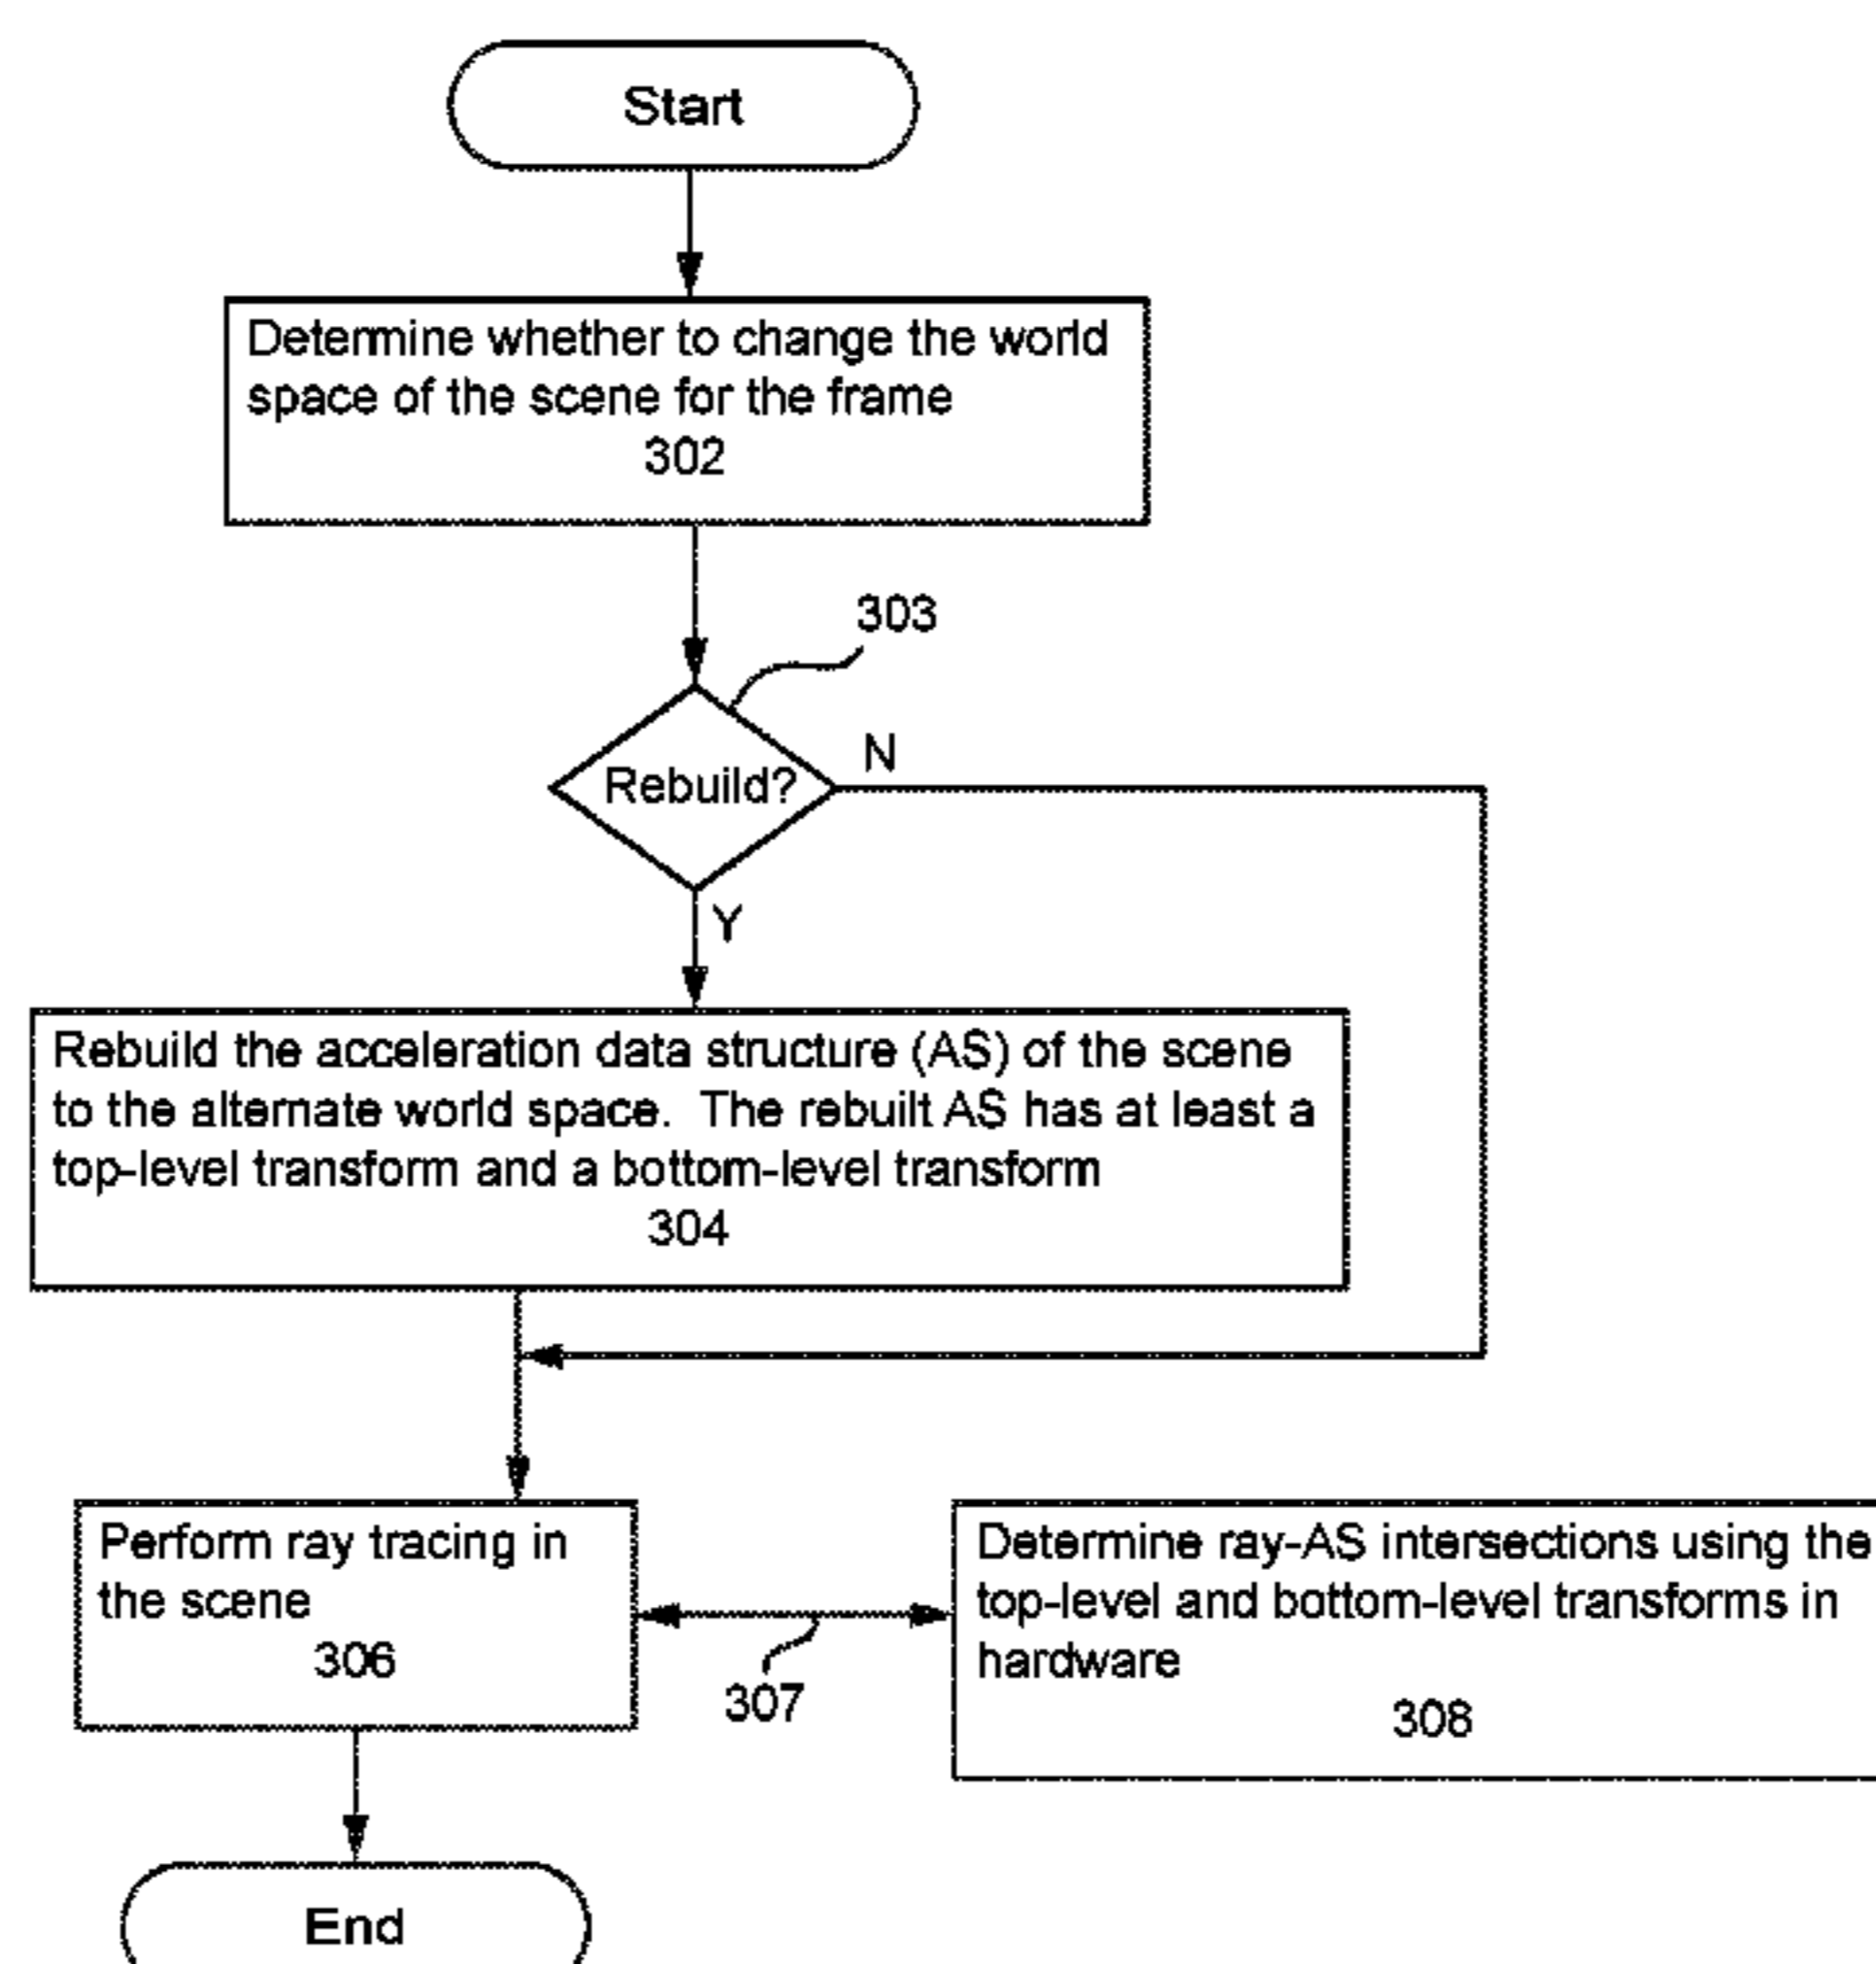 Start
Determine whether to change the world
space of the scene for the frame
302
303
Rebuild?
N
Y
Rebuild the acceleration data structure (AS) of the scene
to the alternate world space.  The rebuilt AS has at least a
top-level transform and a bottom-level transform
304
Perform ray tracing in
the scene
306
307
Determine ray-AS intersections using the
top-level and bottom-level transforms in
hardware
308
End